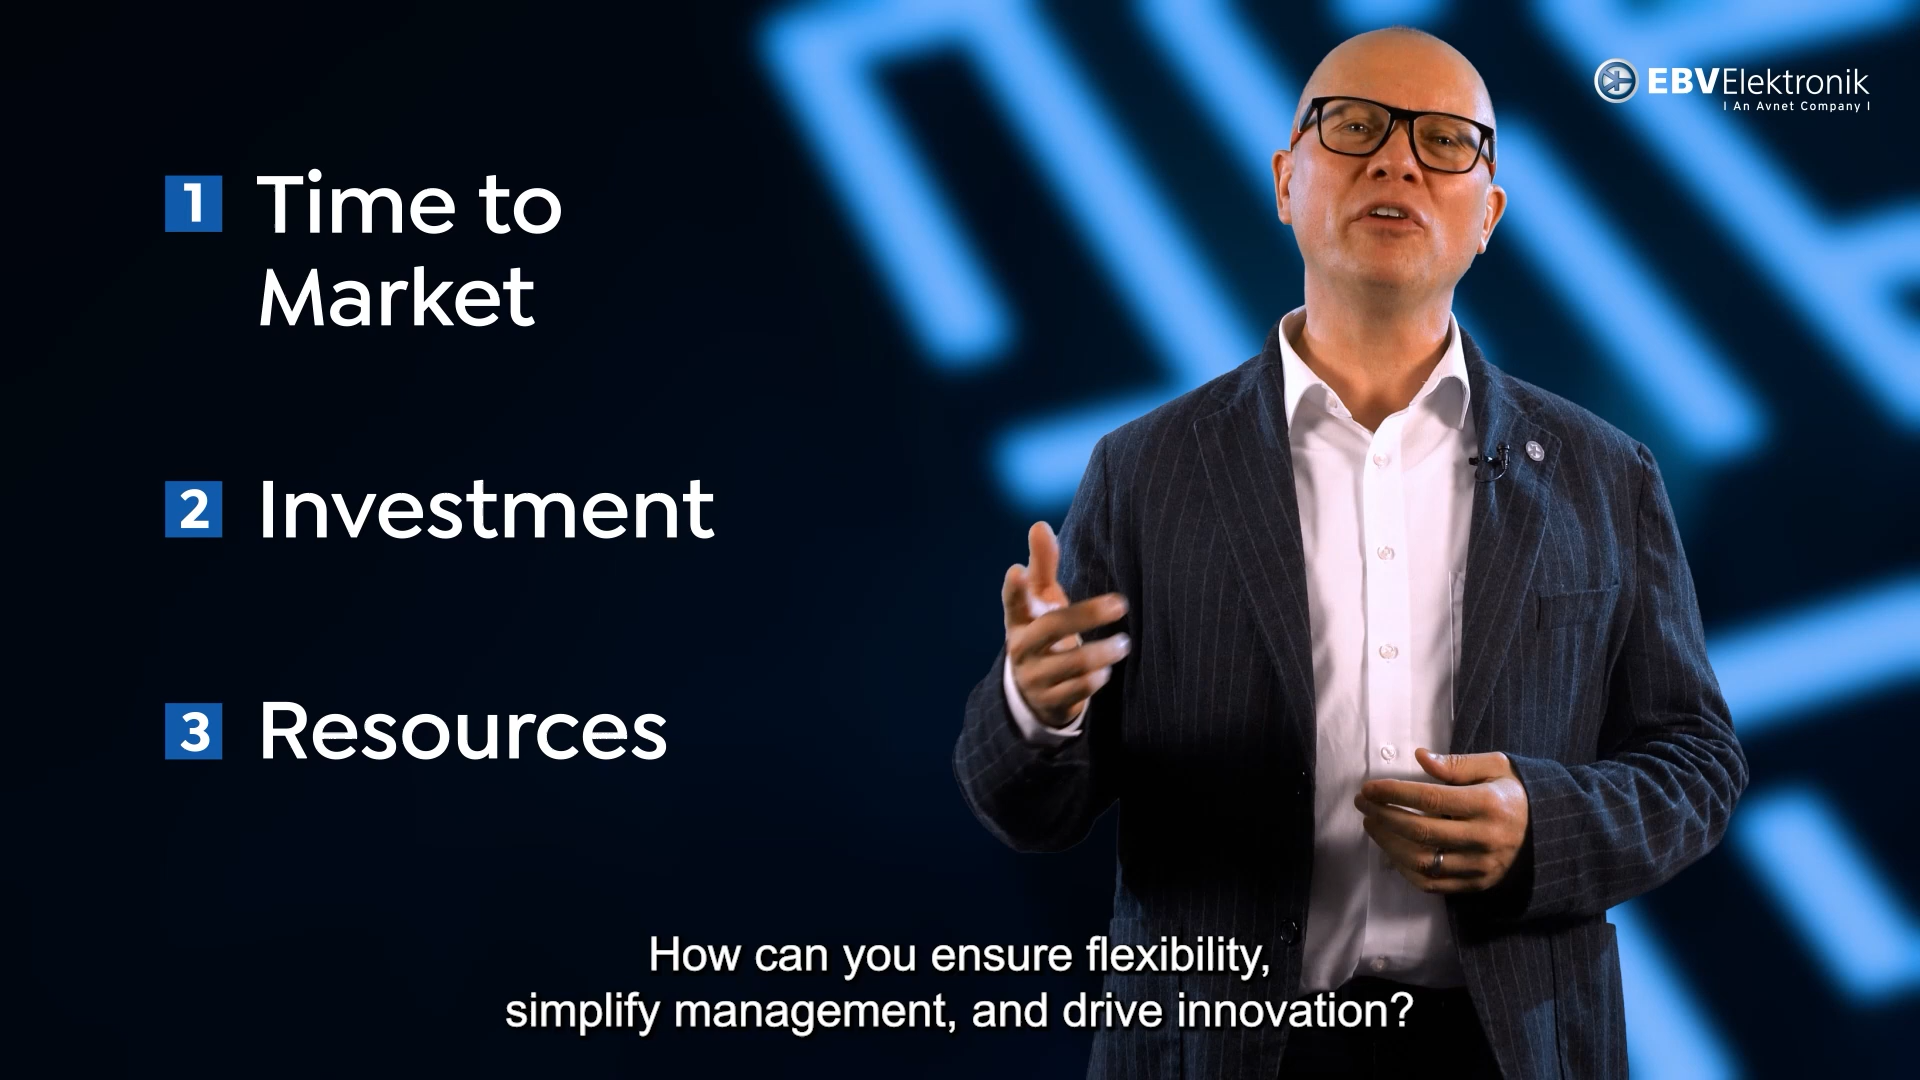 EBVElektronik
| An Avnet Company |
1 Time to
Market
2 Investment
3 Resources
How can you ensure flexibility,
simplify management, and drive innovation?